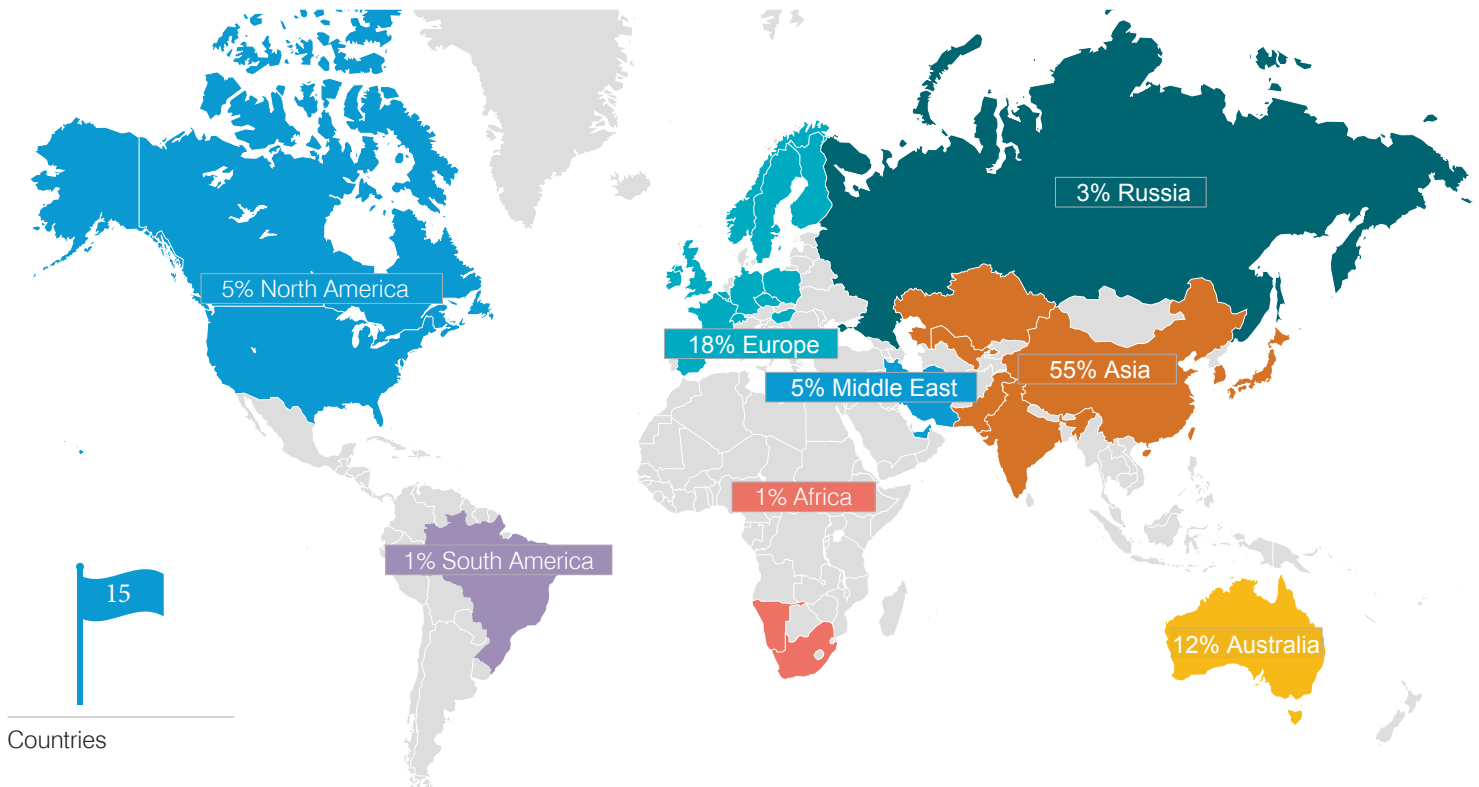 3% Russia
5% North America
18% Europe
55% Asia
5% Middle East
1% Africa
1% South America
15
12% Australia
Countries